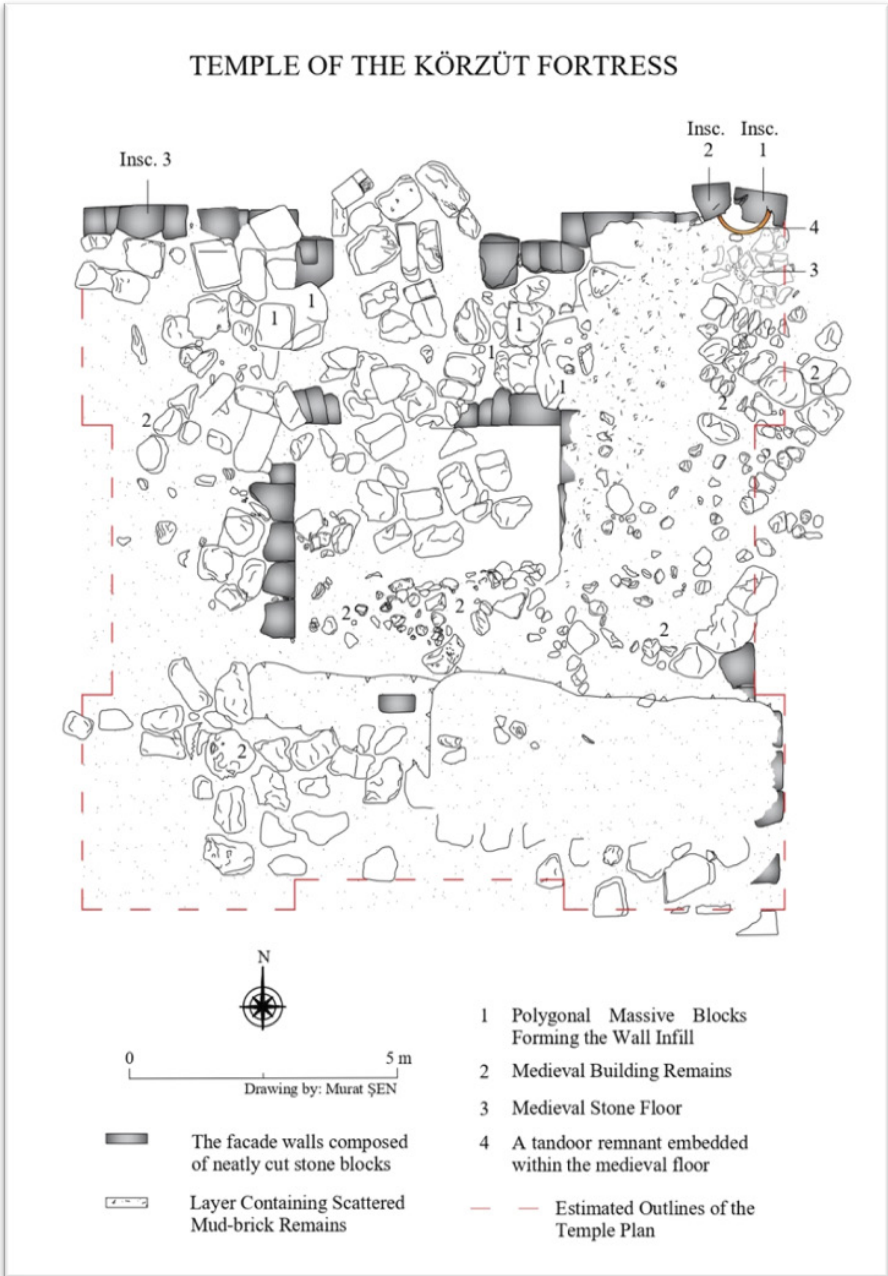 TEMPLE OF THE KÖRZÜT FORTRESS
Insc. 3
Insc.
2
Insc.
1
4
3
1
1
1
1
1
2
2
2
2
2
2
2
N
0
5 m
Drawing by: Murat ŞEN
The facade walls composed
of neatly cut stone blocks
Layer Containing Scattered
Mud-brick Remains
1 Polygonal Massive Blocks
Forming the Wall Infill
2 Medieval Building Remains
3 Medieval Stone Floor
4 A tandoor remnant embedded
within the medieval floor
Estimated Outlines of the
Temple Plan